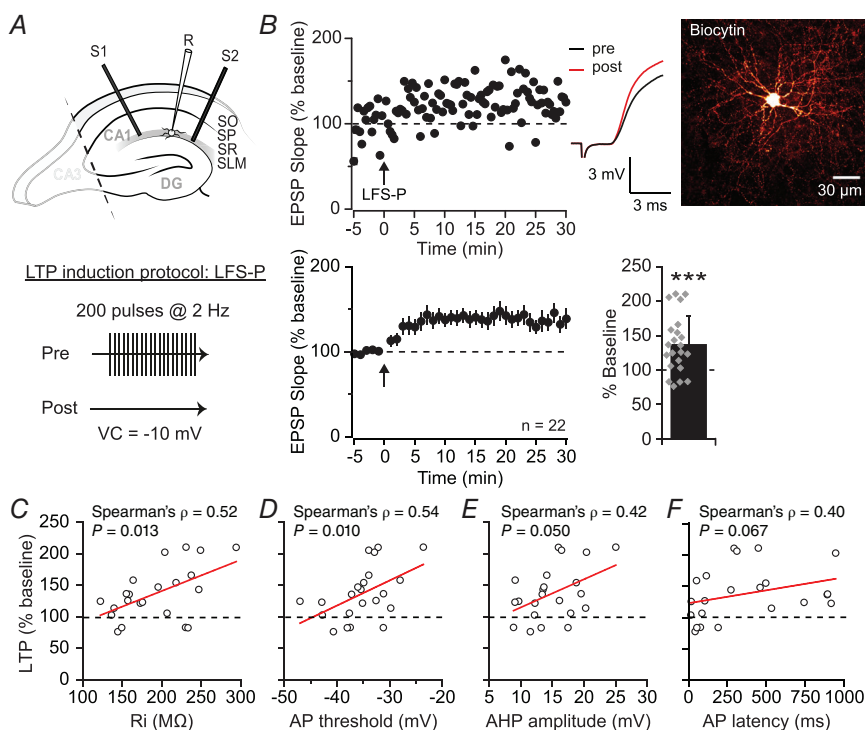 A
S1
R
S2
SO
SP
SR
SLM
CA1
CA3
DG
LTP induction protocol: LFS-P
200 pulses @ 2 Hz
Pre
Post
VC = -10 mV
B
EPSP Slope (% baseline)
200
150
100
50
0
LFS-P
-5 0 5 10 15 20 25 30
Time (min)
pre
post
3 mV
3 ms
Biocytin
30 µm
EPSP Slope (% baseline)
200
150
100
50
0
n = 22
-5 0 5 10 15 20 25 30
Time (min)
% Baseline
250
200
150
100
50
0
***
C
Spearman's ρ = 0.52
P = 0.013
LTP (% baseline)
250
200
150
100
50
0
100 150 200 250 300
Ri (MΩ)
D
Spearman's ρ = 0.54
P = 0.010
-50 -40 -30 -20
AP threshold (mV)
E
Spearman's ρ = 0.42
P = 0.050
5 10 15 20 25 30
AHP amplitude (mV)
F
Spearman's ρ = 0.40
P = 0.067
0 250 500 750 1000
AP latency (ms)